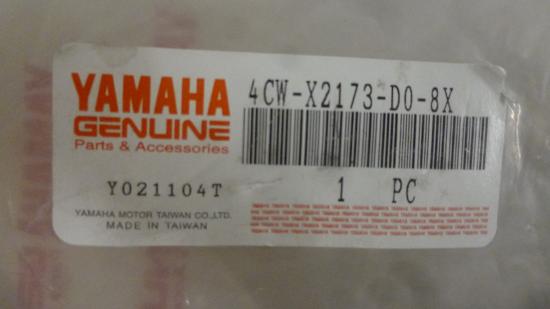 YAMAHA
GENUINE
Parts & Accessories
Y021104T
YAMAHA MOTOR TAIWAN CO.,LTD.
MADE IN TAIWAN
4CW-X2173-D0-8X
1 PC